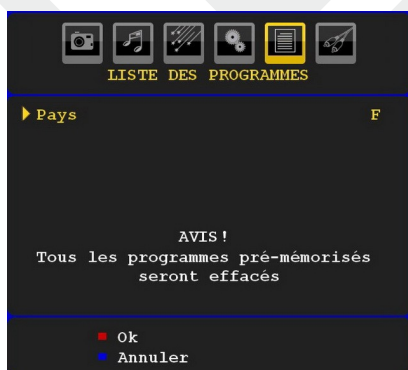 LISTE DES PROGRAMMES
Pays F
AVIS!
Tous les programmes pré-mémorisés
seront effacés
Ok
Annuler